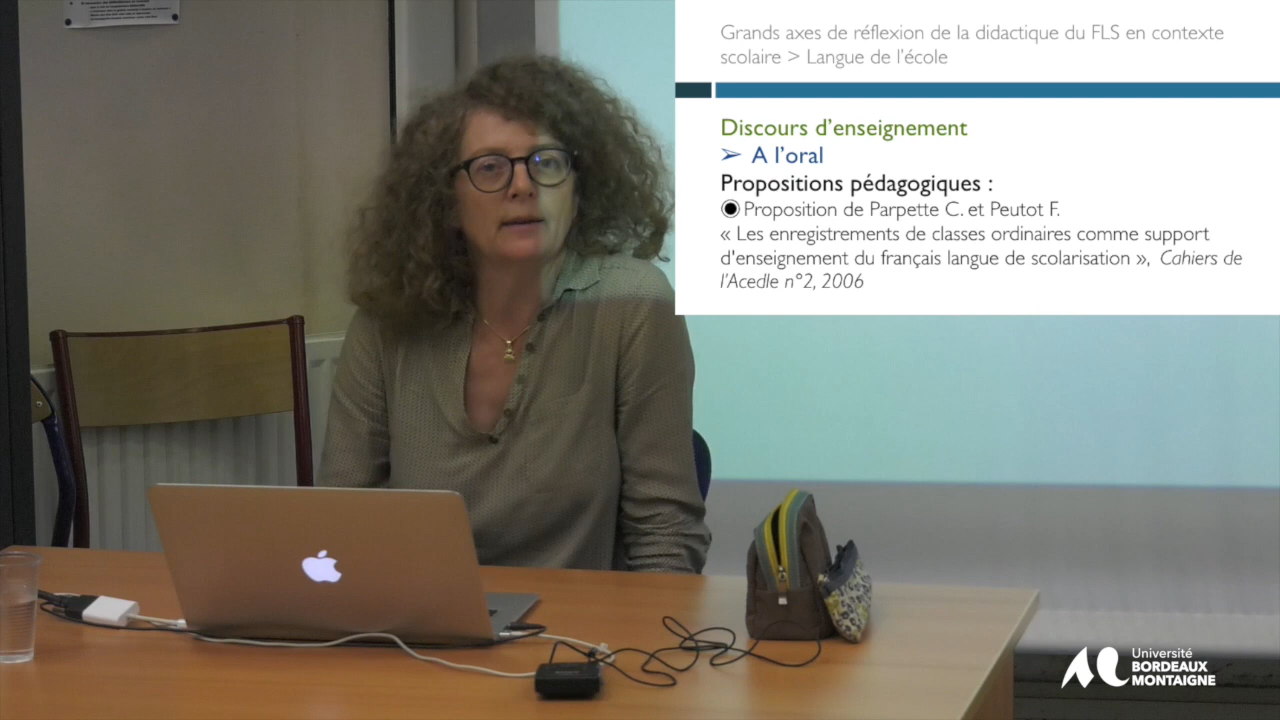 Grands axes de réflexion de la didactique du FLS en contexte
scolaire > Langue de l'école
Discours d'enseignement
➢ A l'oral
Propositions pédagogiques :
◉ Proposition de Parpette C. et Peutot F.
« Les enregistrements de classes ordinaires comme support
d'enseignement du français langue de scolarisation », Cahiers de
l'Acedle n°2, 2006
Université
BORDEAUX
MONTAIGNE